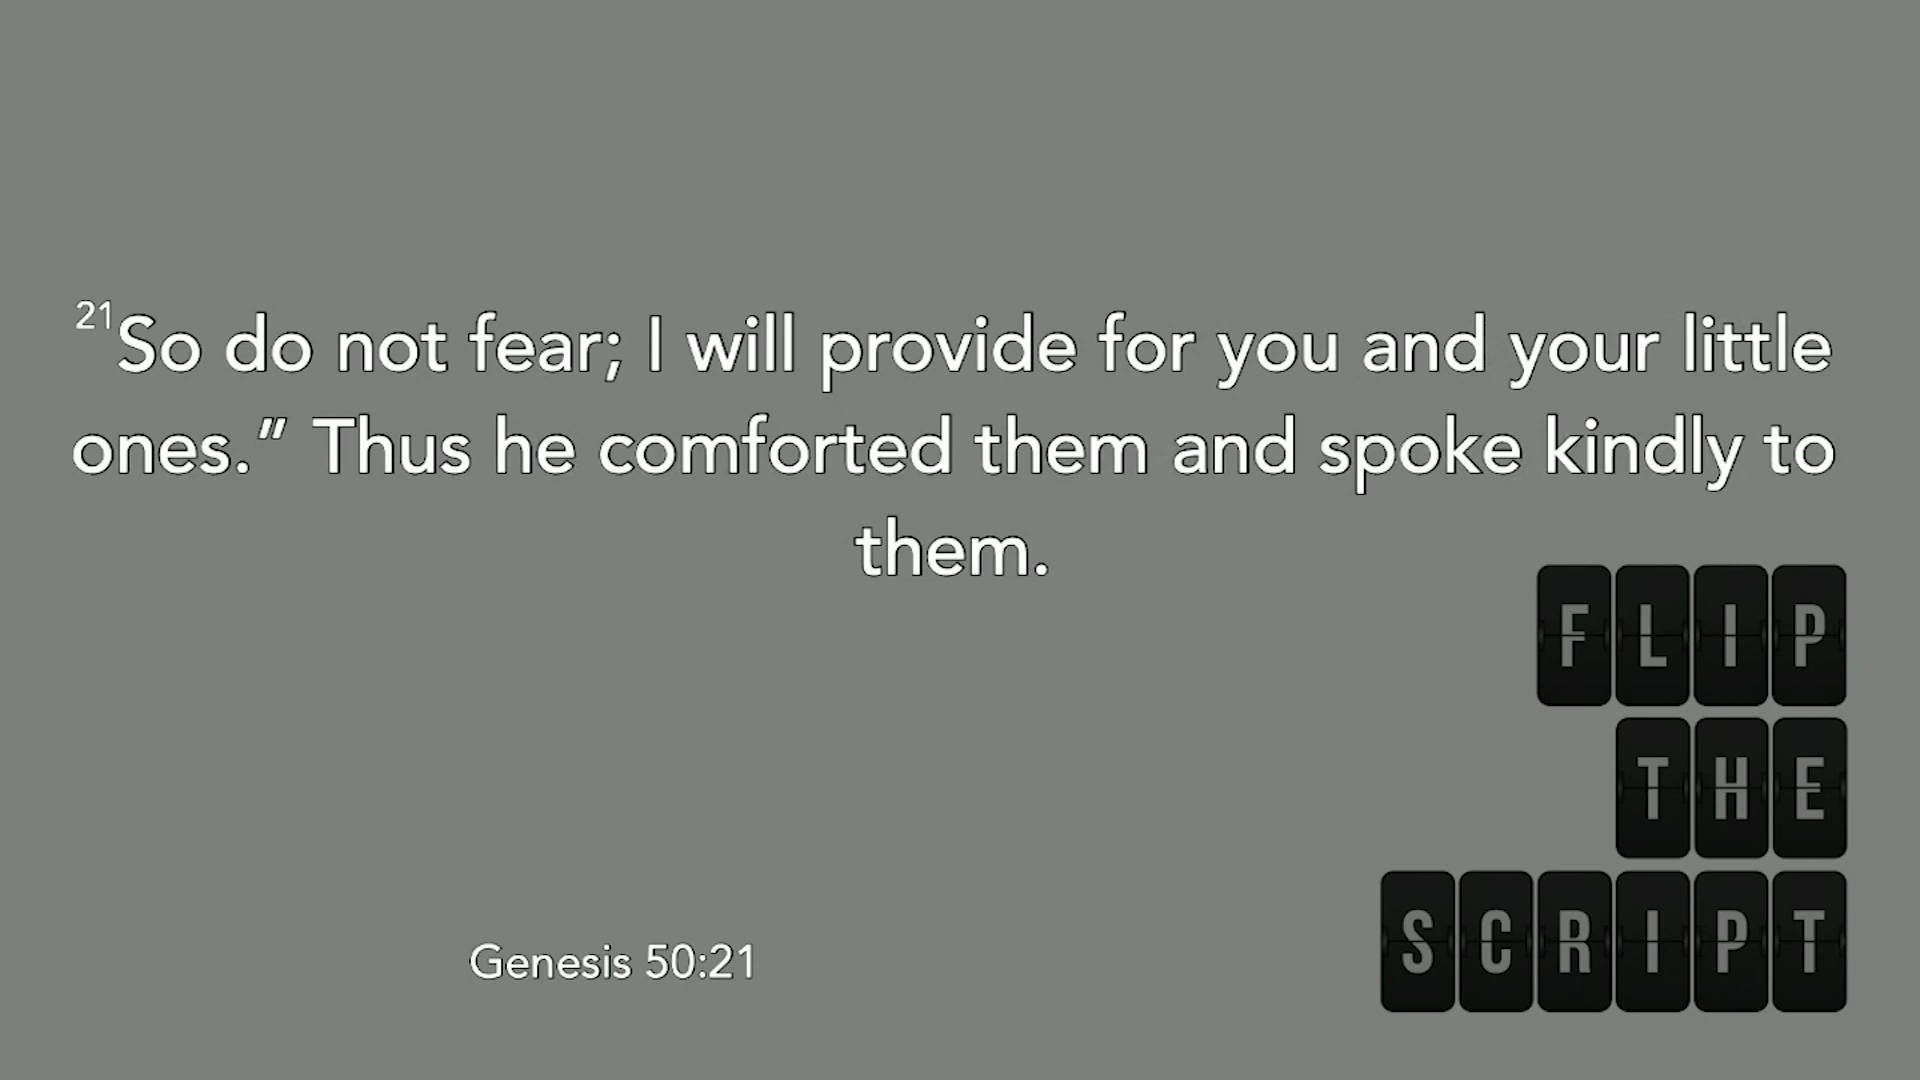 21So do not fear; I will provide for you and your little
ones.” Thus he comforted them and spoke kindly to
them.
FLIP
THE
SCRIPT
Genesis 50:21